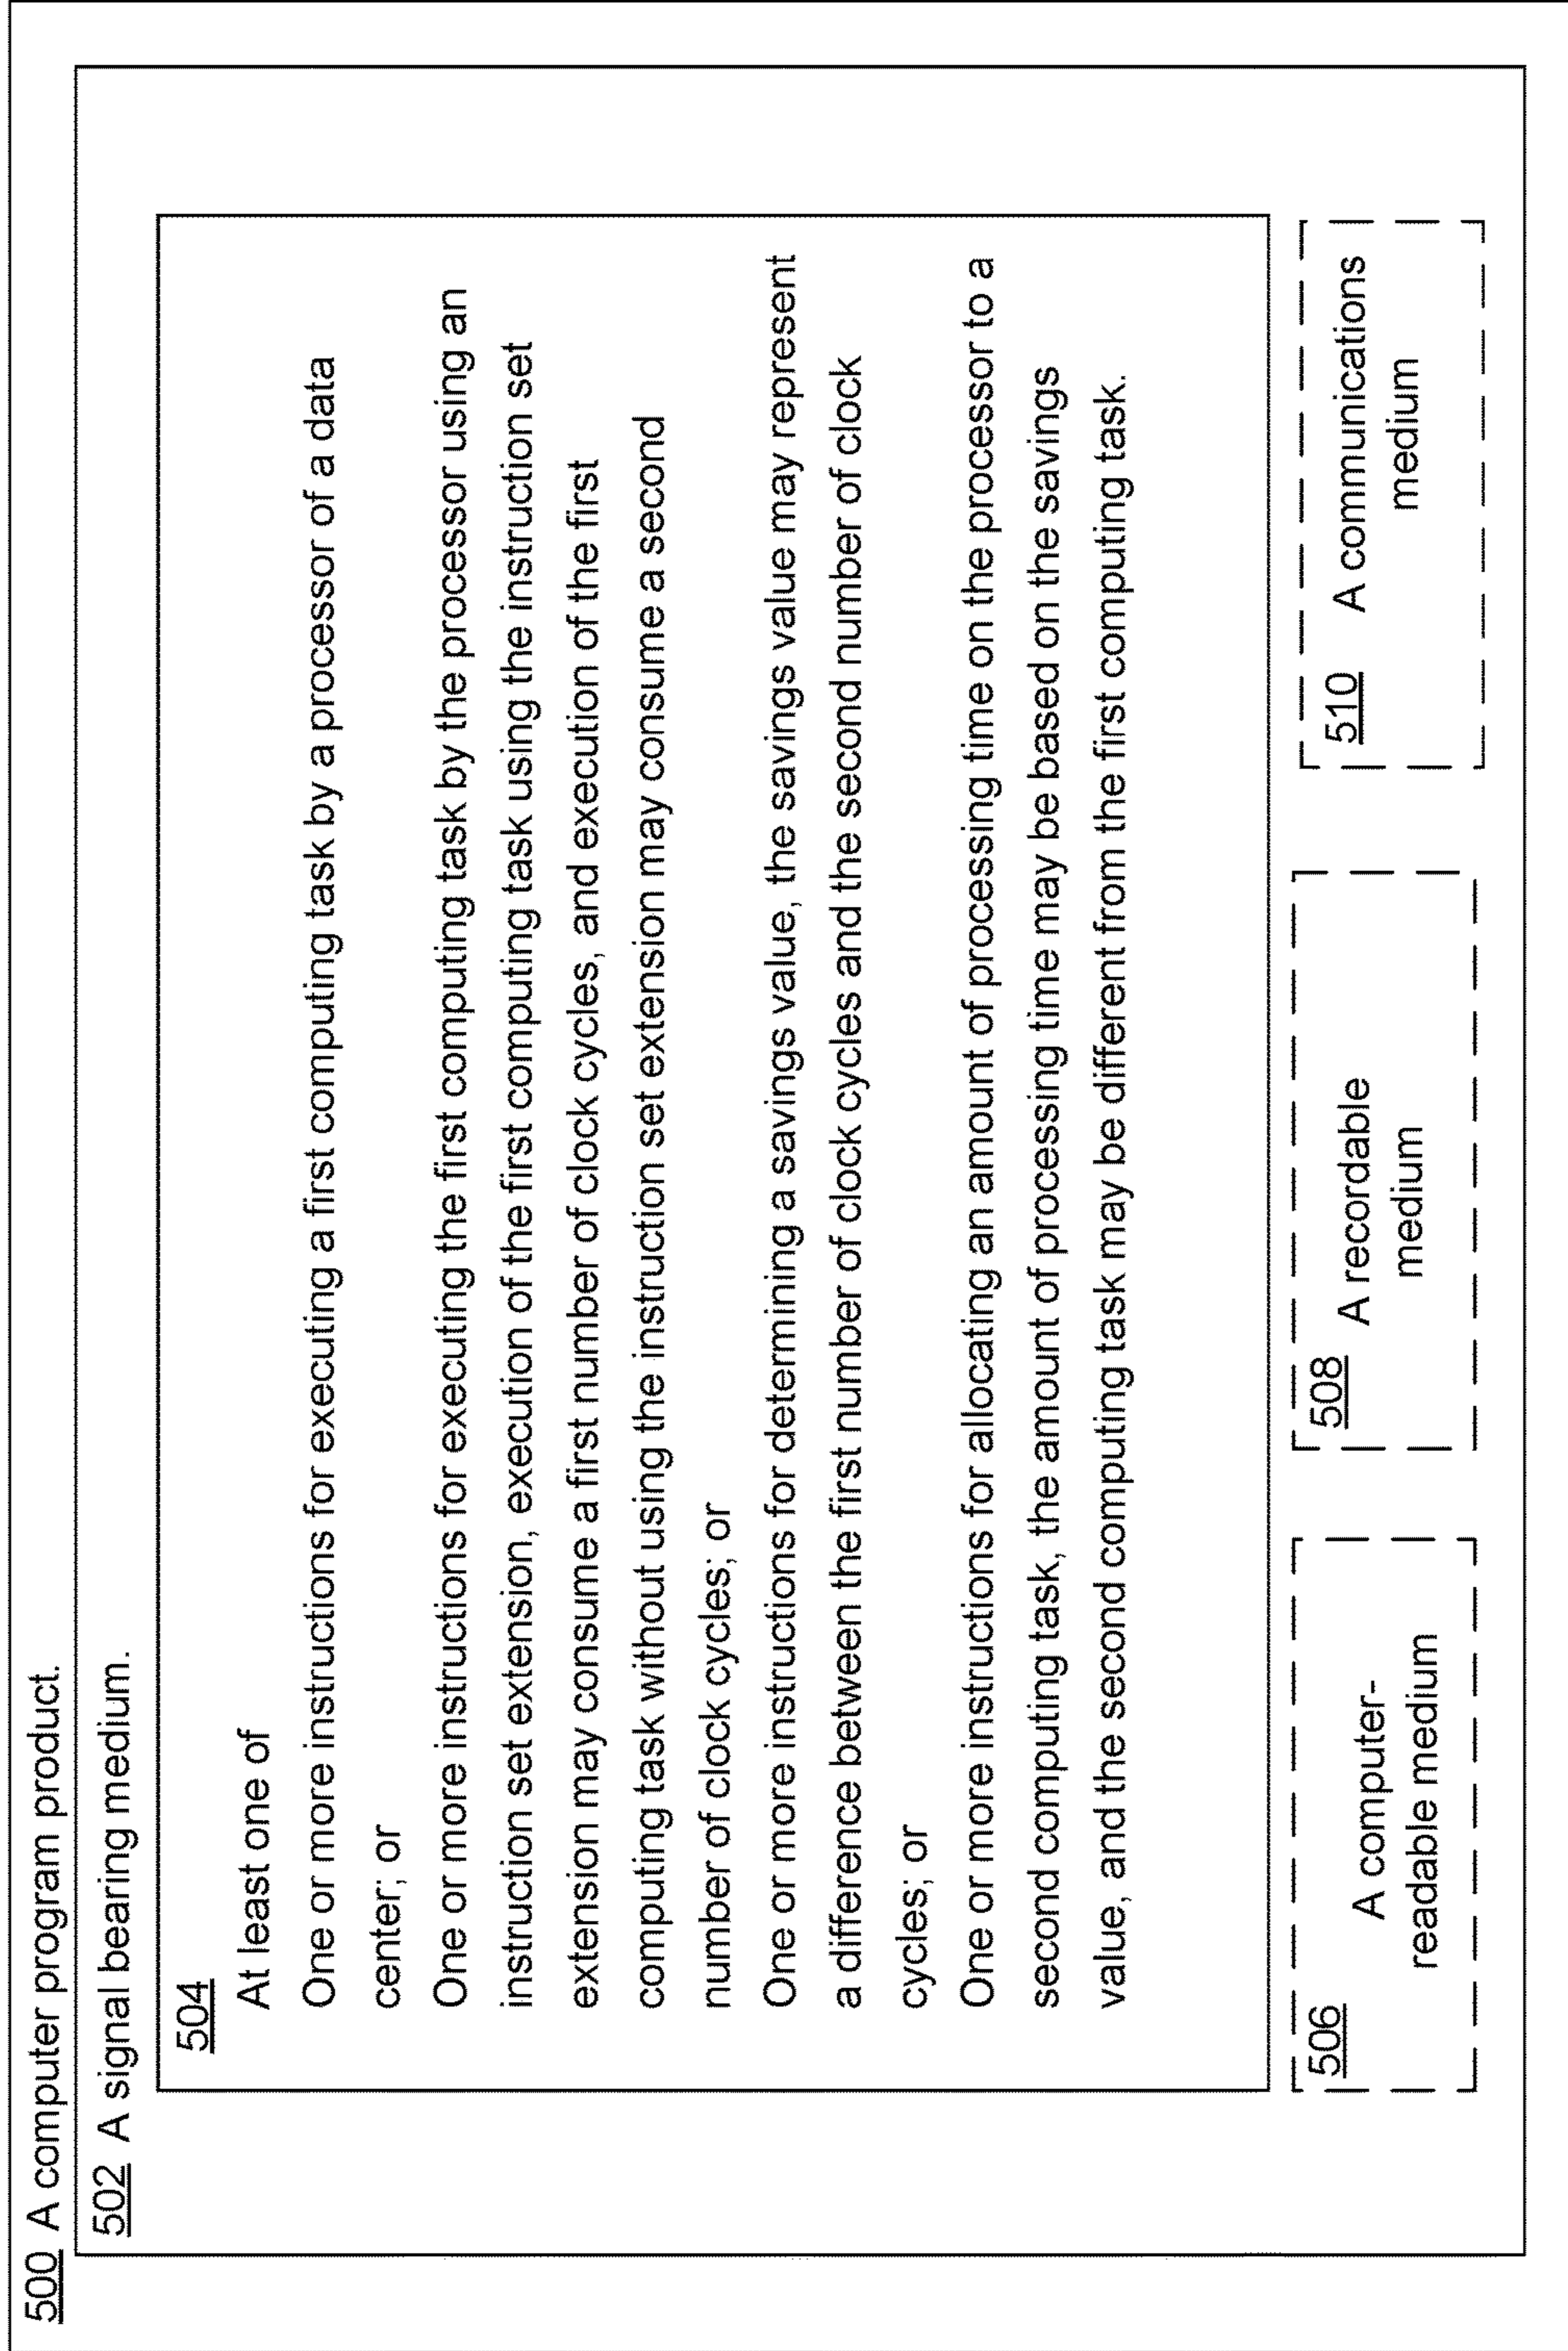 500 A computer program product.
502 A signal bearing medium.
504
At least one of
One or more instructions for executing a first computing task by a processor of a data
center; or
One or more instructions for executing the first computing task by the processor using an
instruction set extension, execution of the first computing task using the instruction set
extension may consume a first number of clock cycles, and execution of the first
computing task without using the instruction set extension may consume a second
number of clock cycles; or
One or more instructions for determining a savings value, the savings value may represent
a difference between the first number of clock cycles and the second number of clock
cycles; or
One or more instructions for allocating an amount of processing time on the processor to a
second computing task, the amount of processing time may be based on the savings
value, and the second computing task may be different from the first computing task.
506
A computer-
readable medium
508
A recordable
medium
510
A communications
medium